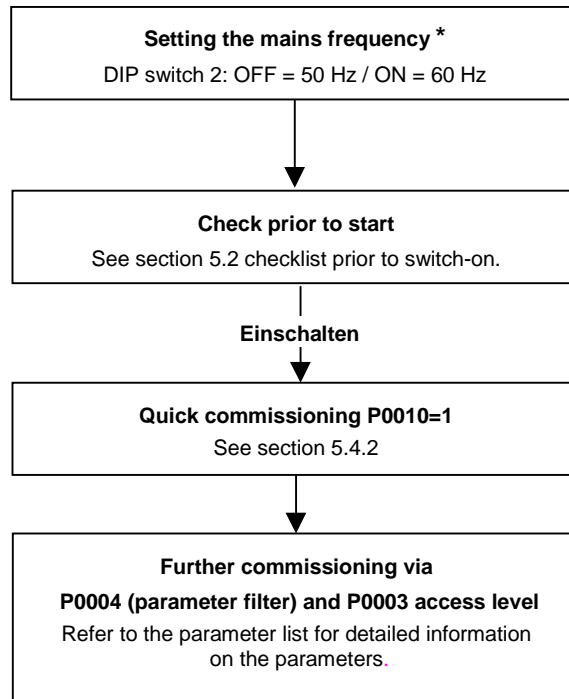 Setting the mains frequency *
DIP switch 2: OFF = 50 Hz / ON = 60 Hz
Check prior to start
See section 5.2 checklist prior to switch-on.
Einschalten
Quick commissioning P0010=1
See section 5.4.2
Further commissioning via
P0004 (parameter filter) and P0003 access level
Refer to the parameter list for detailed information
on the parameters.